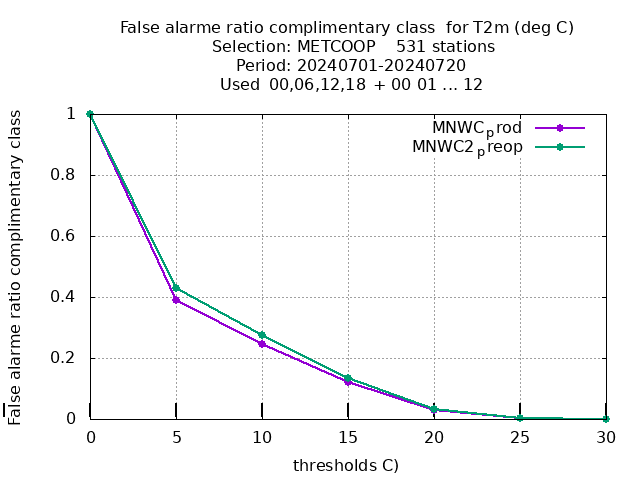 False alarme ratio complimentary class  for T2m (deg C)
Selection: METCOOP    531 stations
Period: 20240701-20240720
Used  00,06,12,18  + 00 01 ... 12
False alarme ratio complimentary class
1
0.8
0.6
0.4
0.2
0
MNWCprod
MNWC2preop
0 5 10 15 20 25 30
thresholds C)